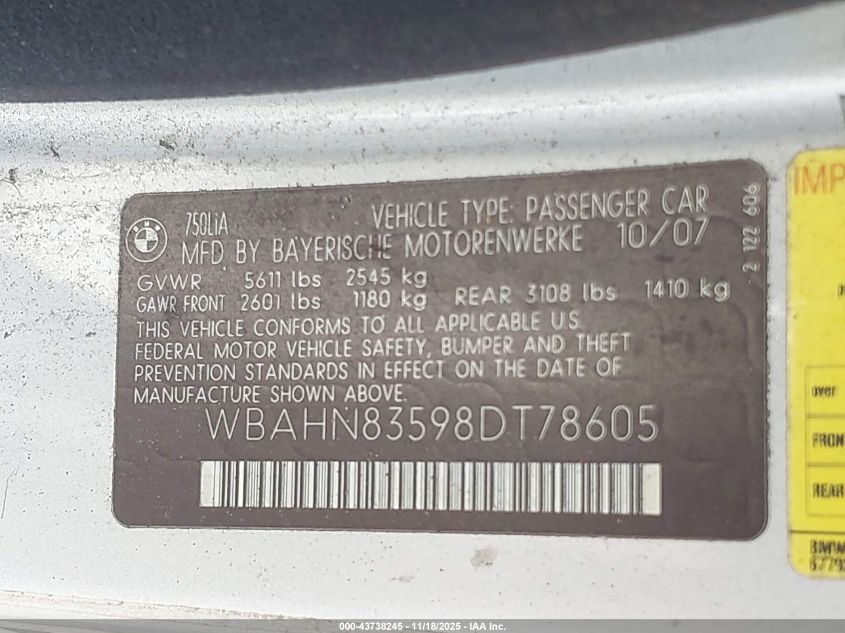 BMW
750LiA
VEHICLE TYPE: PASSENGER CAR
MFD BY BAYERISCHE MOTORENWERKE 10/07
GVWR 5611 lbs 2545 kg
GAWR FRONT 2601 lbs 1180 kg REAR 3108 lbs 1410 kg
THIS VEHICLE CONFORMS TO ALL APPLICABLE U.S.
FEDERAL MOTOR VEHICLE SAFETY, BUMPER AND THEFT
PREVENTION STANDARDS IN EFFECT ON THE DATE OF
MANUFACTURE SHOWN ABOVE.
WBAHN83598DT78605
2 122 606
IMP
over
FRON
REAR
BMW
000-43738245 - 11/18/2025 - IAA Inc.